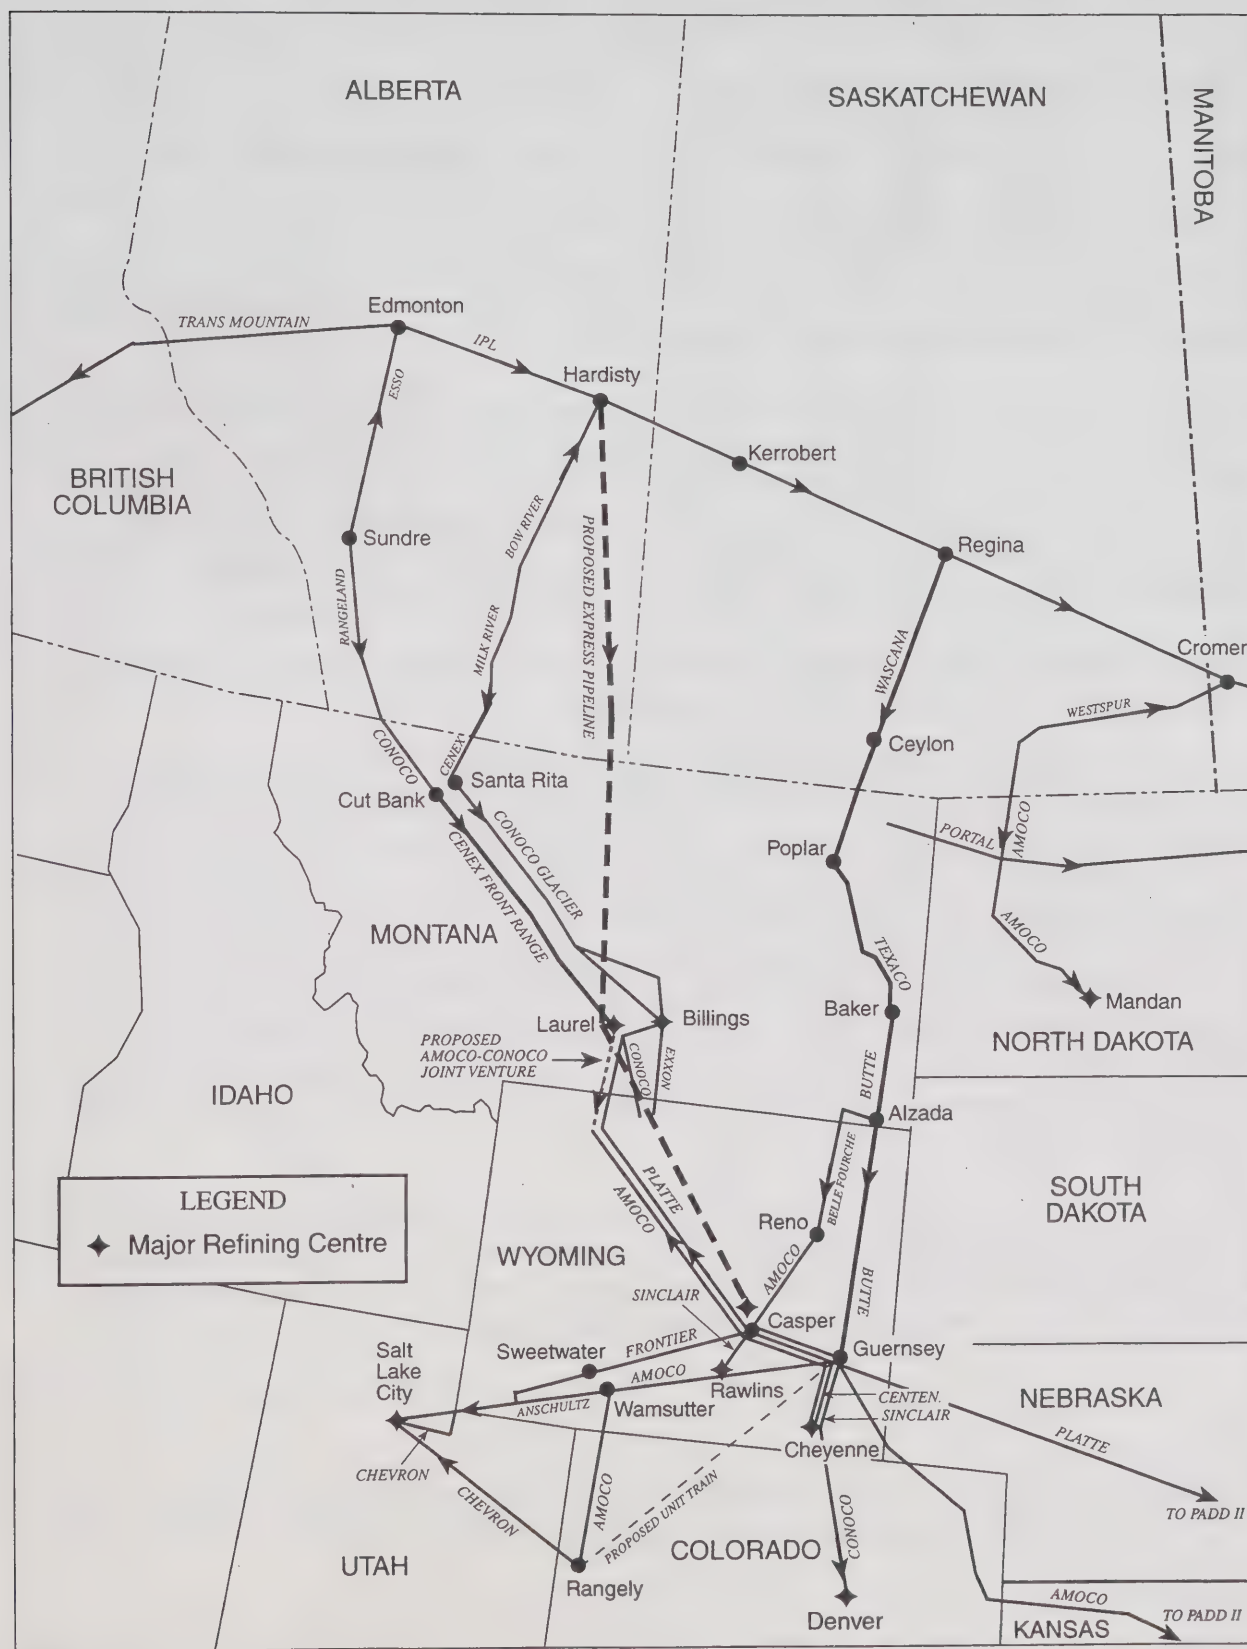 ALBERTA
SASKATCHEWAN
MANITOBA
Edmonton
TRANS MOUNTAIN
IPL
Hardisty
ESSO
Kerrobert
BRITISH
COLUMBIA
BOW RIVER
PROPOSED EXPRESS PIPELINE
Sundre
Regina
RANGELAND
MILK RIVER
WASCANA
Cromer
WESTSPUR
Ceylon
CONOCO
CENEX
Santa Rita
Cut Bank
AMOCO
PORTAL
Poplar
CONOCO GLACIER
CENEX FRONT RANGE
MONTANA
AMOCO
TEXACO
Mandan
Baker
Laurel
Billings
NORTH DAKOTA
PROPOSED
AMOCO-CONOCO
JOINT VENTURE
CONOCO
EXXON
BUTTE
IDAHO
Alzada
BELLE FOURCHE
PLATTE
AMOCO
SOUTH
DAKOTA
LEGEND
Major Refining Centre
Reno
WYOMING
AMOCO
SINCLAIR
BUTTE
Casper
Salt
Lake
City
Sweetwater
FRONTIER
Guernsey
AMOCO
Rawlins
CENTEN.
SINCLAIR
NEBRASKA
ANSCHULTZ
Wamsutter
Cheyenne
PLATTE
CHEVRON
CHEVRON
AMOCO
PROPOSED UNIT TRAIN
TO PADD II
CONOCO
COLORADO
UTAH
Rangely
Denver
AMOCO
KANSAS
TO PADD II